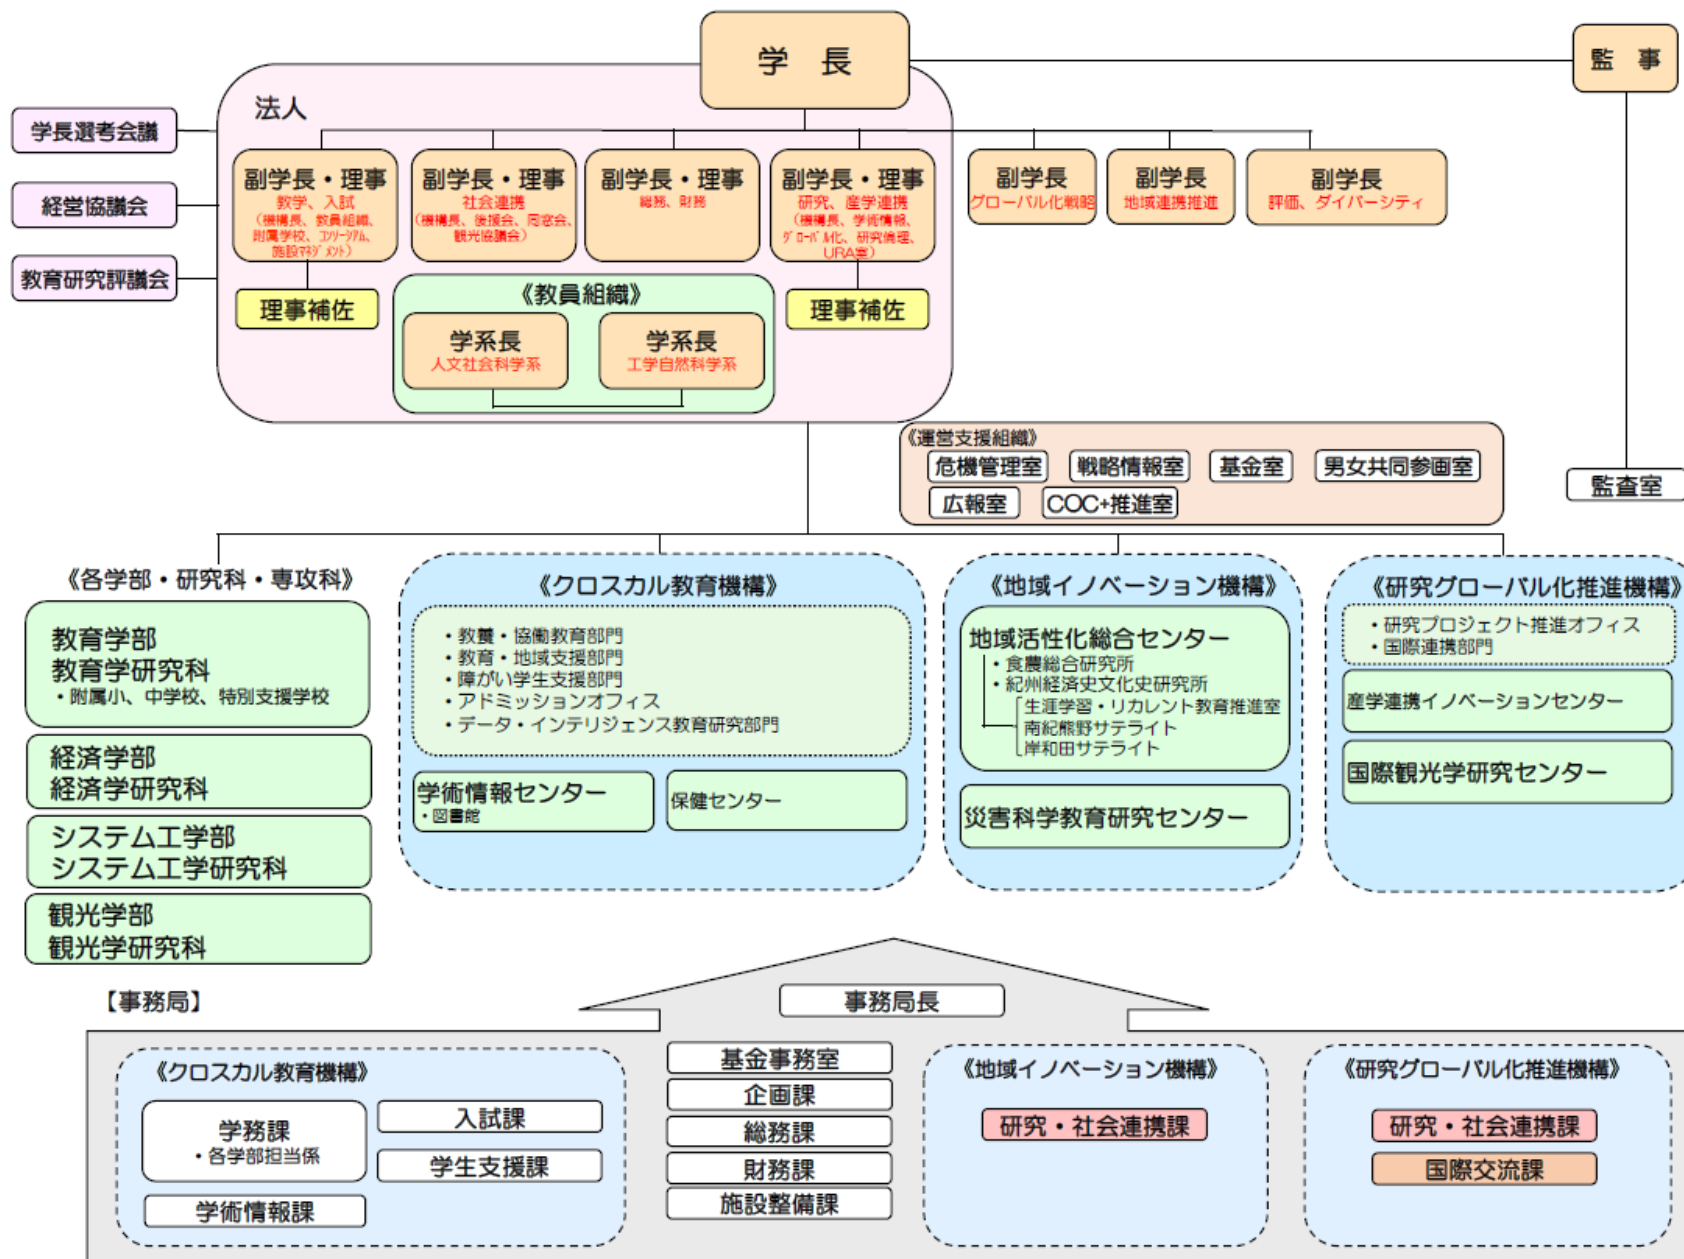 学　長
監　事
法人
学長選考会議
経営協議会
教育研究評議会
副学長・理事
教学、入試
（機構長、教員組織、
附属学校、コンソーシアム、
施設マネジメント）
副学長・理事
社会連携
（機構長、後援会、同窓会、
観光協議会）
副学長・理事
総務、財務
副学長・理事
研究、産学連携
（機構長、学術情報、
グローバル化、研究倫理、
URA室）
副学長
グローバル化戦略
副学長
地域連携推進
副学長
評価、ダイバーシティ
理事補佐
理事補佐
《教員組織》
学系長
人文社会科学系
学系長
工学自然科学系
《運営支援組織》
危機管理室
戦略情報室
基金室
男女共同参画室
広報室
COC+推進室
監査室
《各学部・研究科・専攻科》
教育学部
教育学研究科
・附属小、中学校、特別支援学校
経済学部
経済学研究科
システム工学部
システム工学研究科
観光学部
観光学研究科
《クロスカル教育機構》
・教養・協働教育部門
・教育・地域支援部門
・障がい学生支援部門
・アドミッションオフィス
・データ・インテリジェンス教育研究部門
学術情報センター
・図書館
保健センター
《地域イノベーション機構》
地域活性化総合センター
・食農総合研究所
・紀州経済史文化史研究所
生涯学習・リカレント教育推進室
南紀熊野サテライト
岸和田サテライト
災害科学教育研究センター
《研究グローバル化推進機構》
・研究プロジェクト推進オフィス
・国際連携部門
産学連携イノベーションセンター
国際観光学研究センター
【事務局】
事務局長
《クロスカル教育機構》
学務課
・各学部担当係
入試課
学生支援課
学術情報課
基金事務室
企画課
総務課
財務課
施設整備課
《地域イノベーション機構》
研究・社会連携課
《研究グローバル化推進機構》
研究・社会連携課
国際交流課